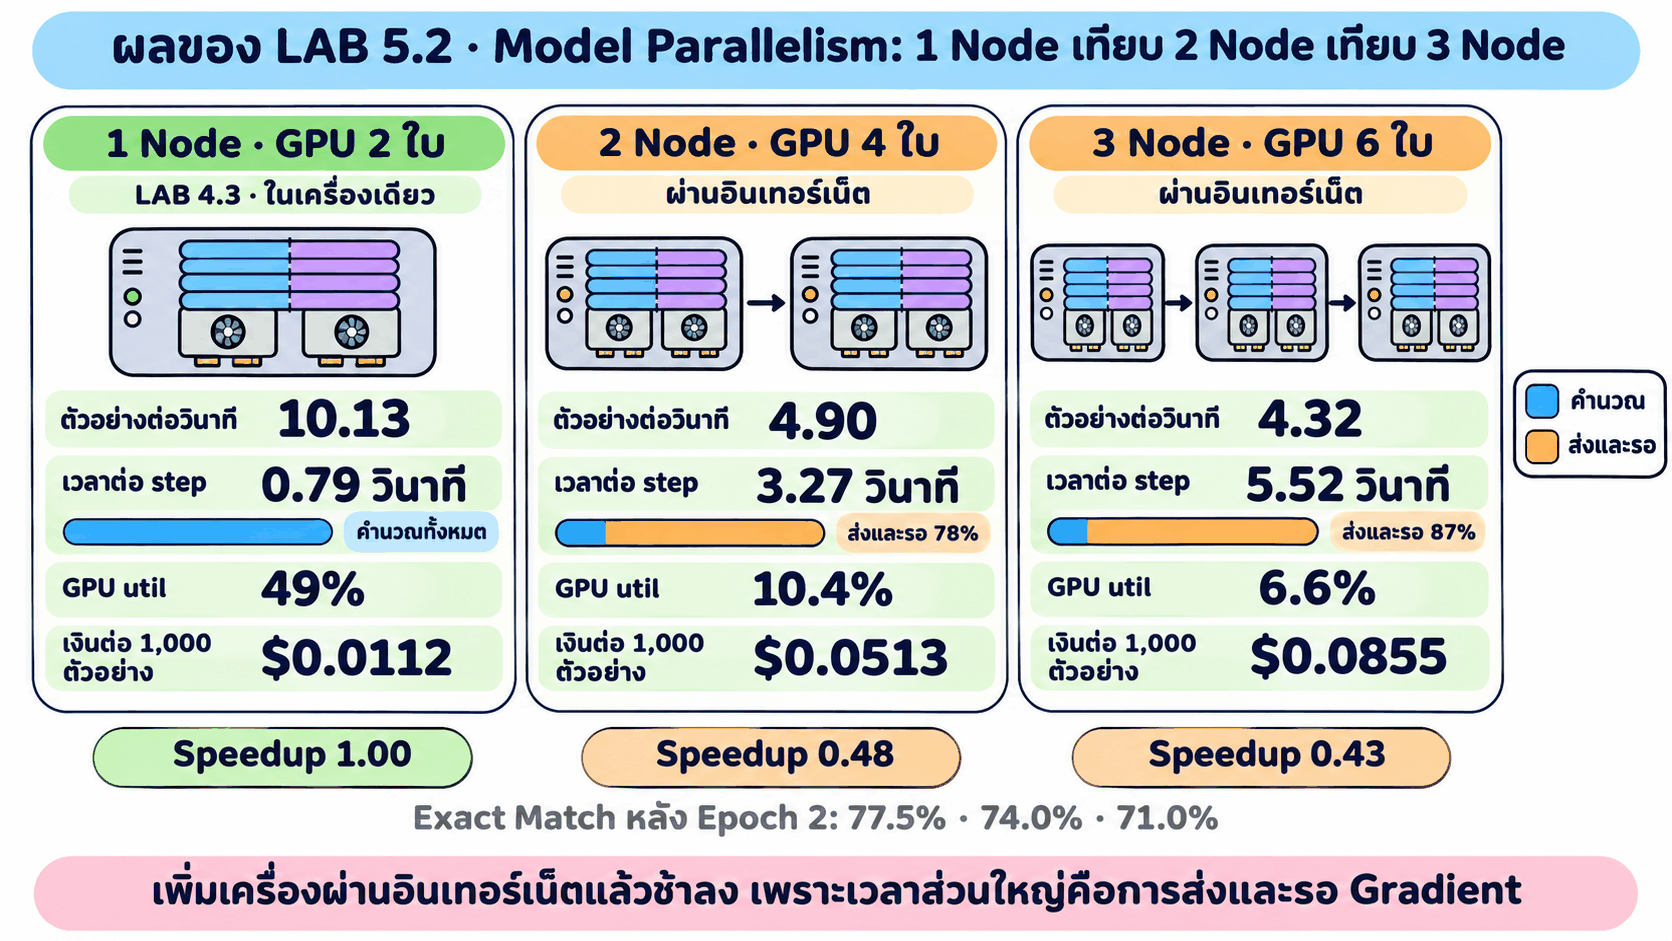 ผลของ LAB 5.2 · Model Parallelism: 1 Node เทียบ 2 Node เทียบ 3 Node
1 Node · GPU 2 ใบ
LAB 4.3 · ในเครื่องเดียว
ตัวอย่างต่อวินาที 10.13
เวลาต่อ step 0.79 วินาที
คำนวณทั้งหมด
GPU util 49%
เงินต่อ 1,000
ตัวอย่าง
$0.0112
Speedup 1.00
2 Node · GPU 4 ใบ
ผ่านอินเทอร์เน็ต
ตัวอย่างต่อวินาที 4.90
เวลาต่อ step 3.27 วินาที
ส่งและรอ 78%
GPU util 10.4%
เงินต่อ 1,000
ตัวอย่าง
$0.0513
Speedup 0.48
3 Node · GPU 6 ใบ
ผ่านอินเทอร์เน็ต
ตัวอย่างต่อวินาที 4.32
เวลาต่อ step 5.52 วินาที
ส่งและรอ 87%
GPU util 6.6%
เงินต่อ 1,000
ตัวอย่าง
$0.0855
Speedup 0.43
คำนวณ
ส่งและรอ
Exact Match หลัง Epoch 2: 77.5% · 74.0% · 71.0%
เพิ่มเครื่องผ่านอินเทอร์เน็ตแล้วช้าลง เพราะเวลาส่วนใหญ่คือการส่งและรอ Gradient